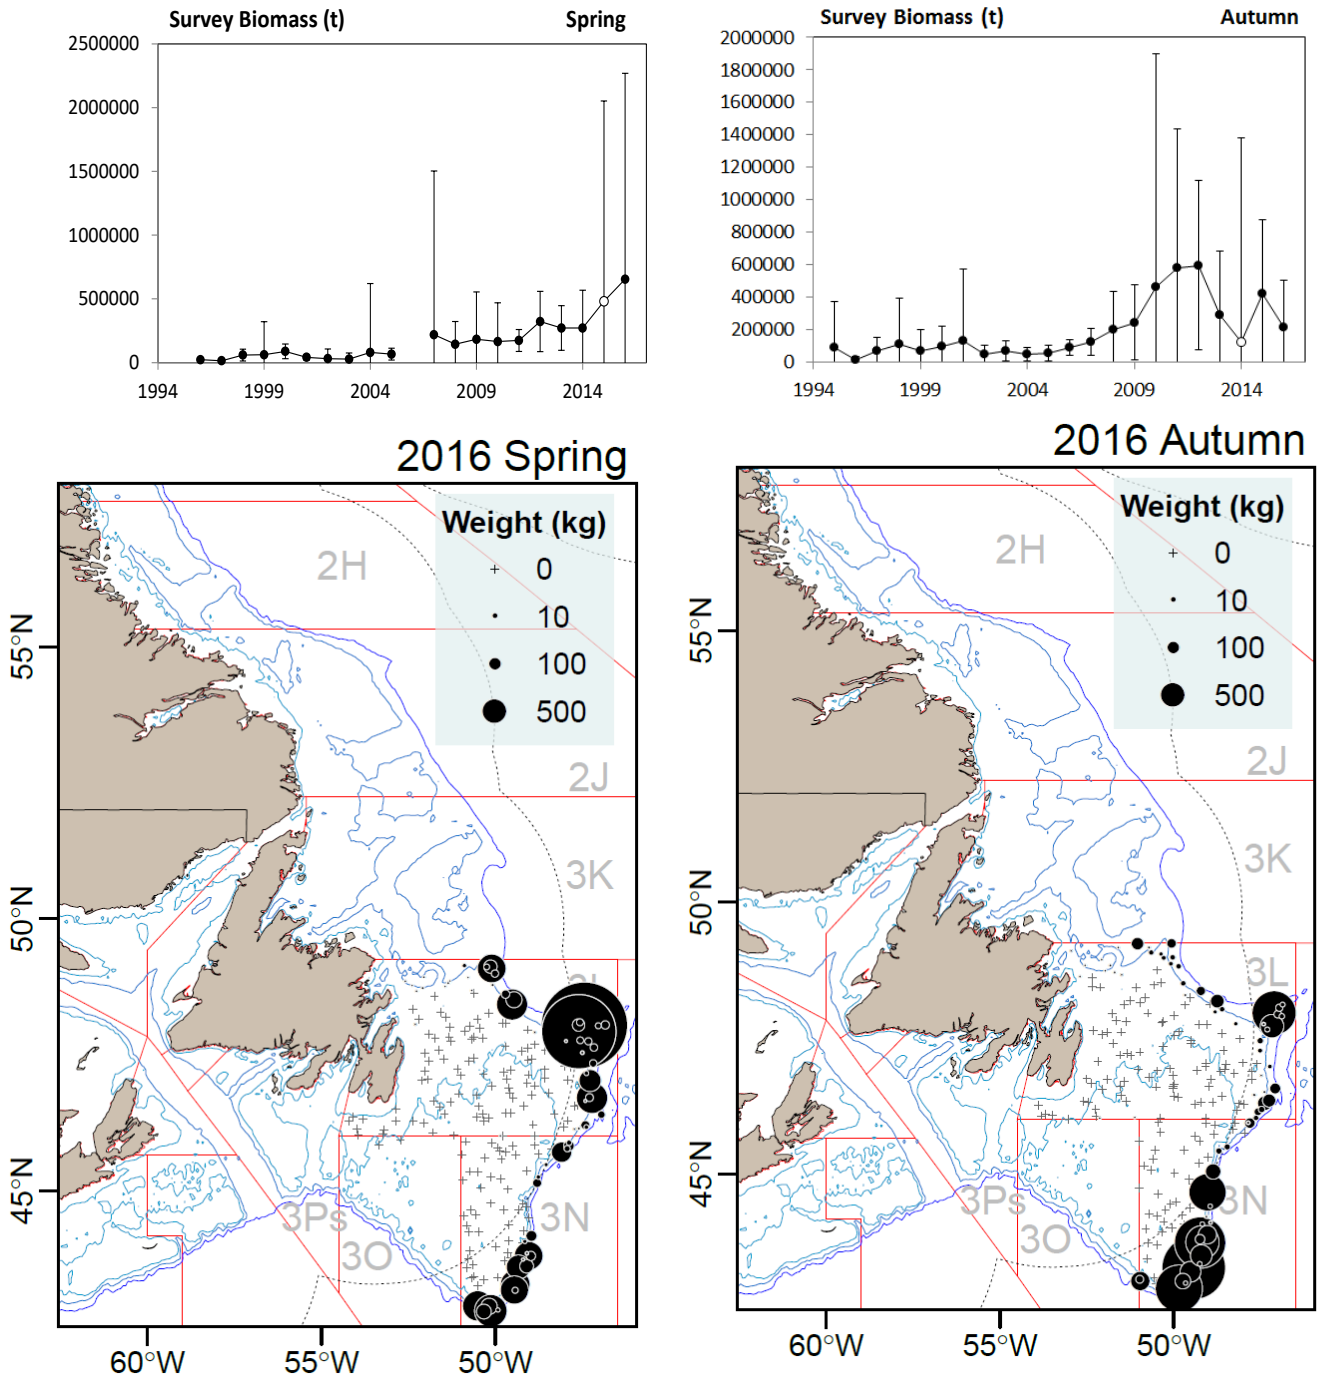 Survey Biomass (t) Spring
2500000
2000000
1500000
1000000
500000
0
1994 1999 2004 2009 2014
Survey Biomass (t) Autumn
2000000
1800000
1600000
1400000
1200000
1000000
800000
600000
400000
200000
0
1994 1999 2004 2009 2014
2016 Spring
Weight (kg)
0
10
100
500
2H
2J
3K
3L
3N
3Ps
3O
55°N
50°N
45°N
60°W 55°W 50°W
2016 Autumn
Weight (kg)
0
10
100
500
2H
2J
3K
3L
3N
3Ps
3O
55°N
50°N
45°N
60°W 55°W 50°W